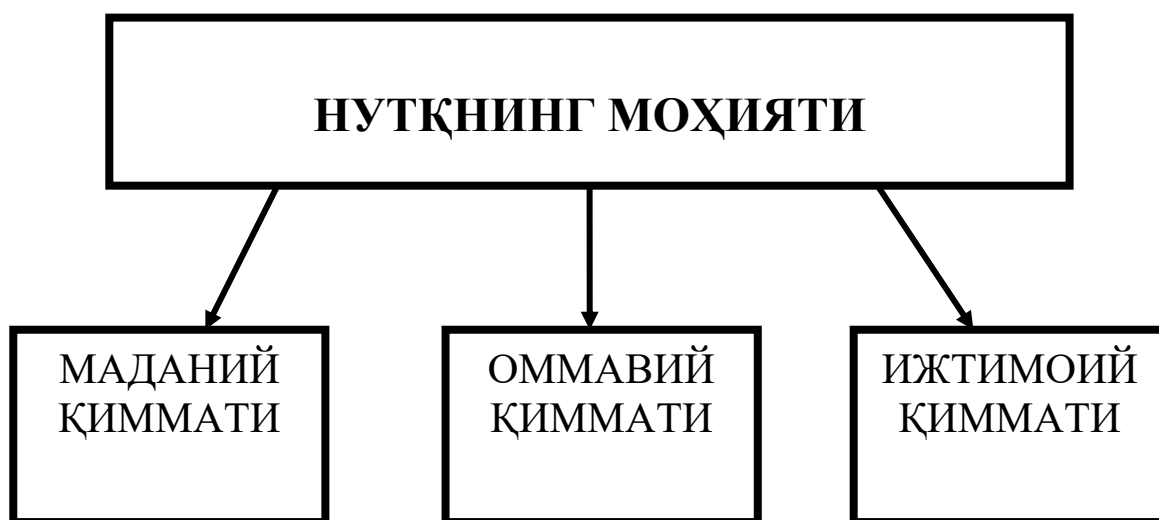 НУТҚНИНГ МОҲИЯТИ
МАДАНИЙ
ҚИММАТИ
ОММАВИЙ
ҚИММАТИ
ИЖТИМОИЙ
ҚИММАТИ